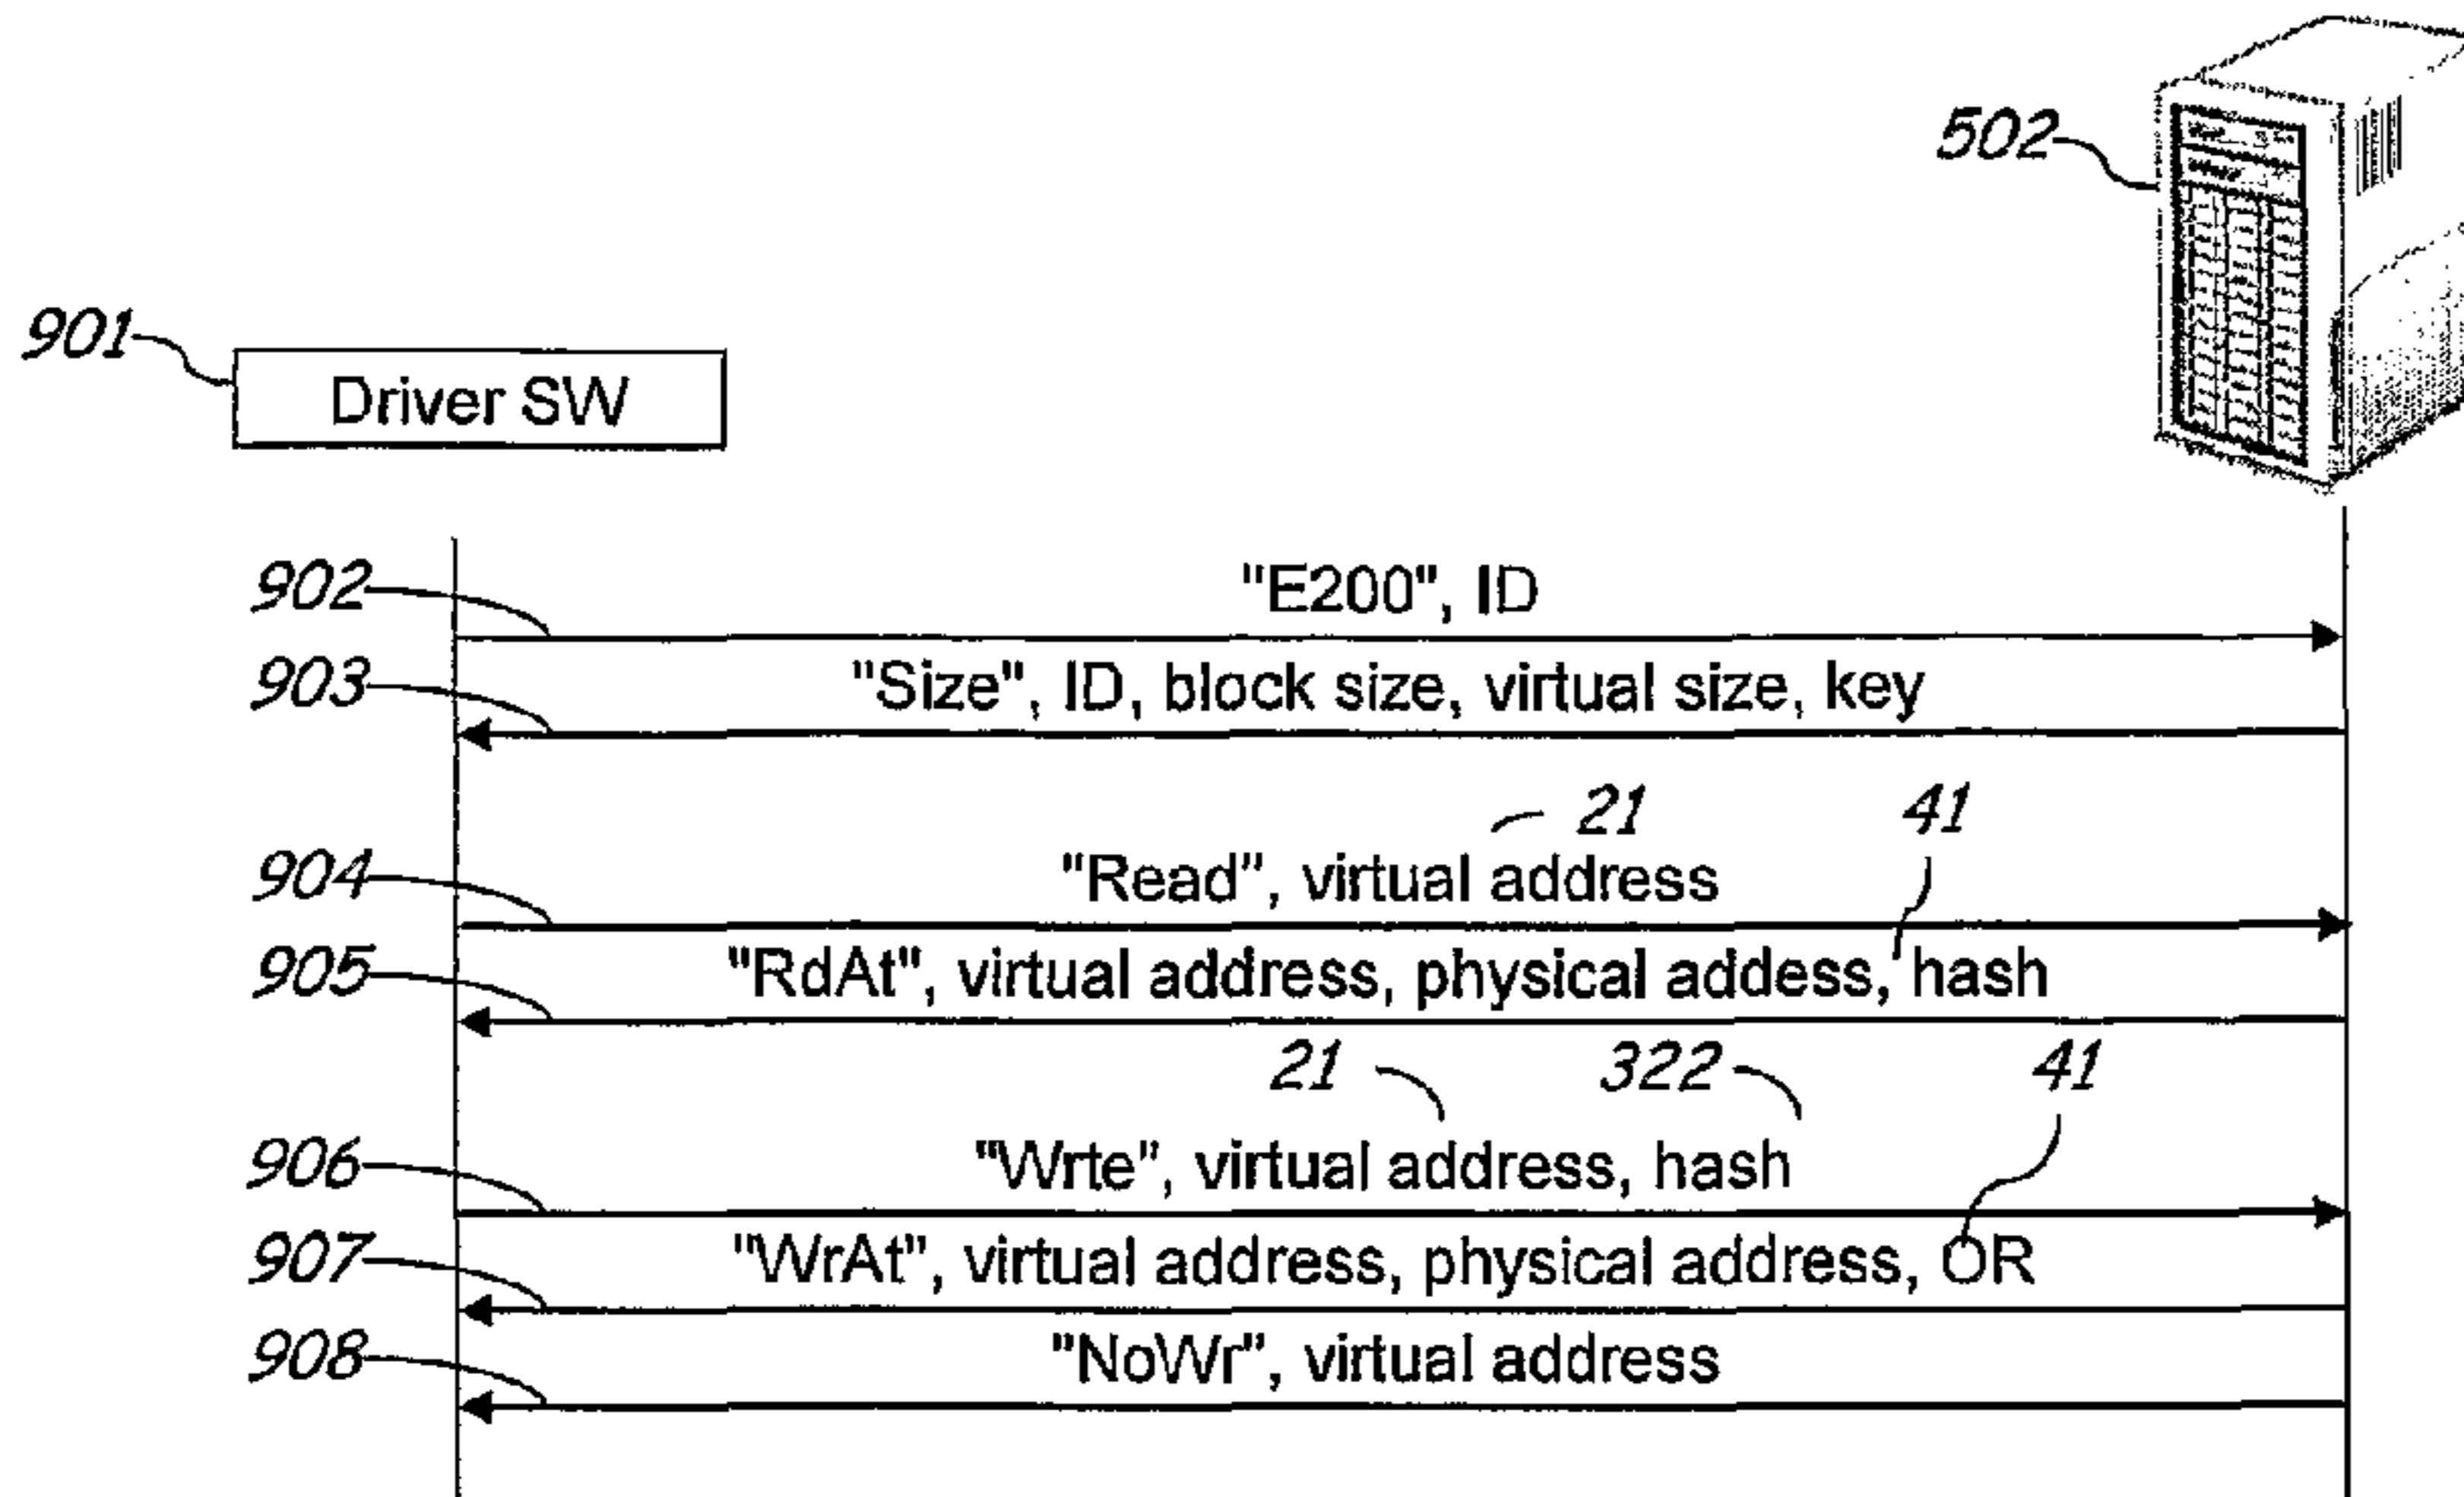 502
901
Driver SW
902 "E200", ID
903 "Size", ID, block size, virtual size, key
21 41
904 "Read", virtual address
905 "RdAt", virtual address, physical addess, hash
21 322 41
906 "Wrte", virtual address, hash
907 "WrAt", virtual address, physical address, OR
908 "NoWr", virtual address